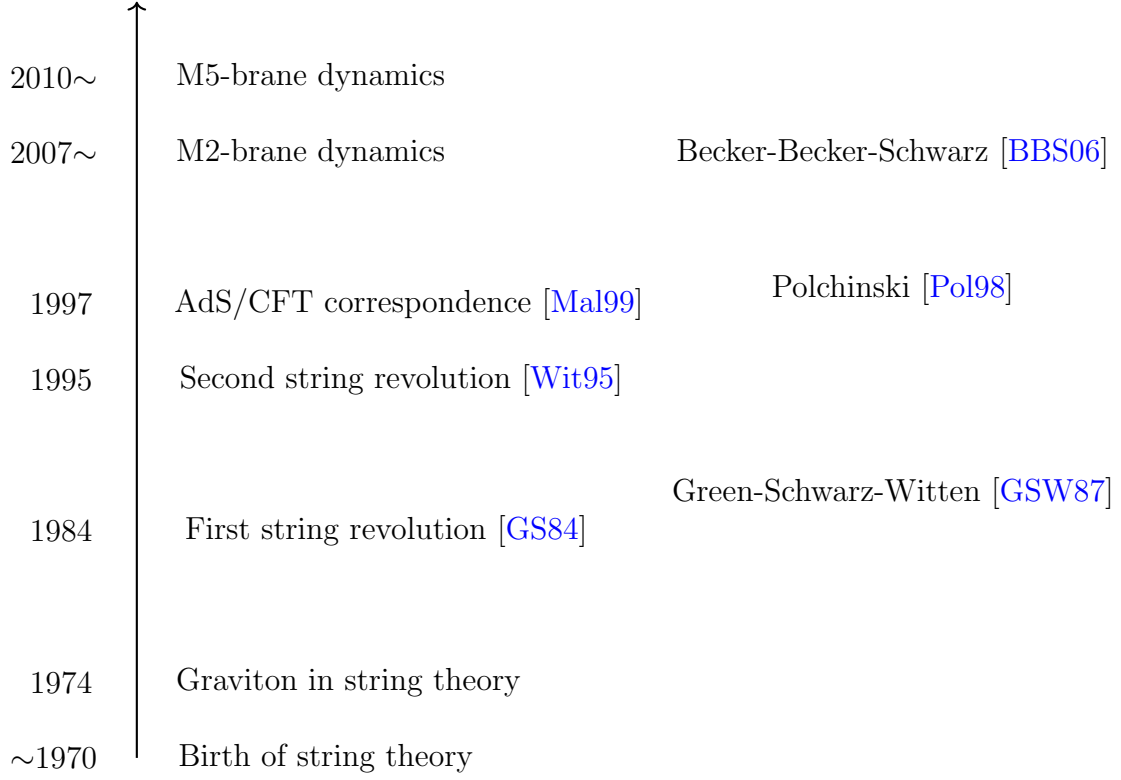 2010∼ M5-brane dynamics
2007∼ M2-brane dynamics Becker-Becker-Schwarz [BBS06]
Polchinski [Pol98]
1997 AdS/CFT correspondence [Mal99]
1995 Second string revolution [Wit95]
Green-Schwarz-Witten [GSW87]
1984 First string revolution [GS84]
1974 Graviton in string theory
∼1970 Birth of string theory